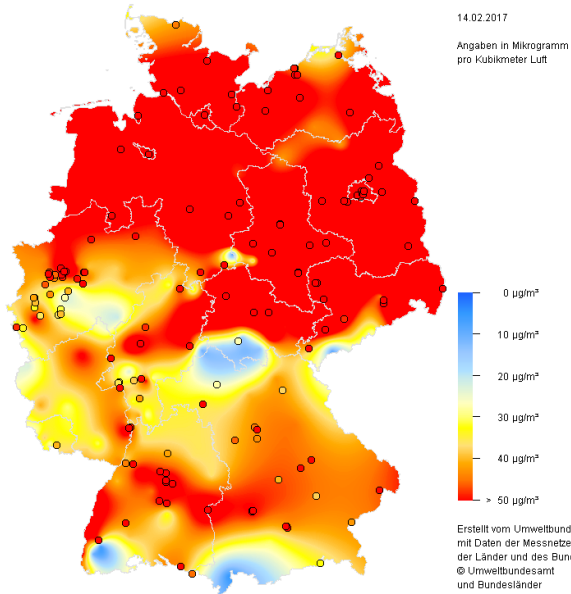 14.02.2017
Angaben in Mikrogramm
pro Kubikmeter Luft
0 µg/m³
10 µg/m³
20 µg/m³
30 µg/m³
40 µg/m³
> 50 µg/m³
Erstellt vom Umweltbund
mit Daten der Messnetze
der Länder und des Bun
© Umweltbundesamt
und Bundesländer